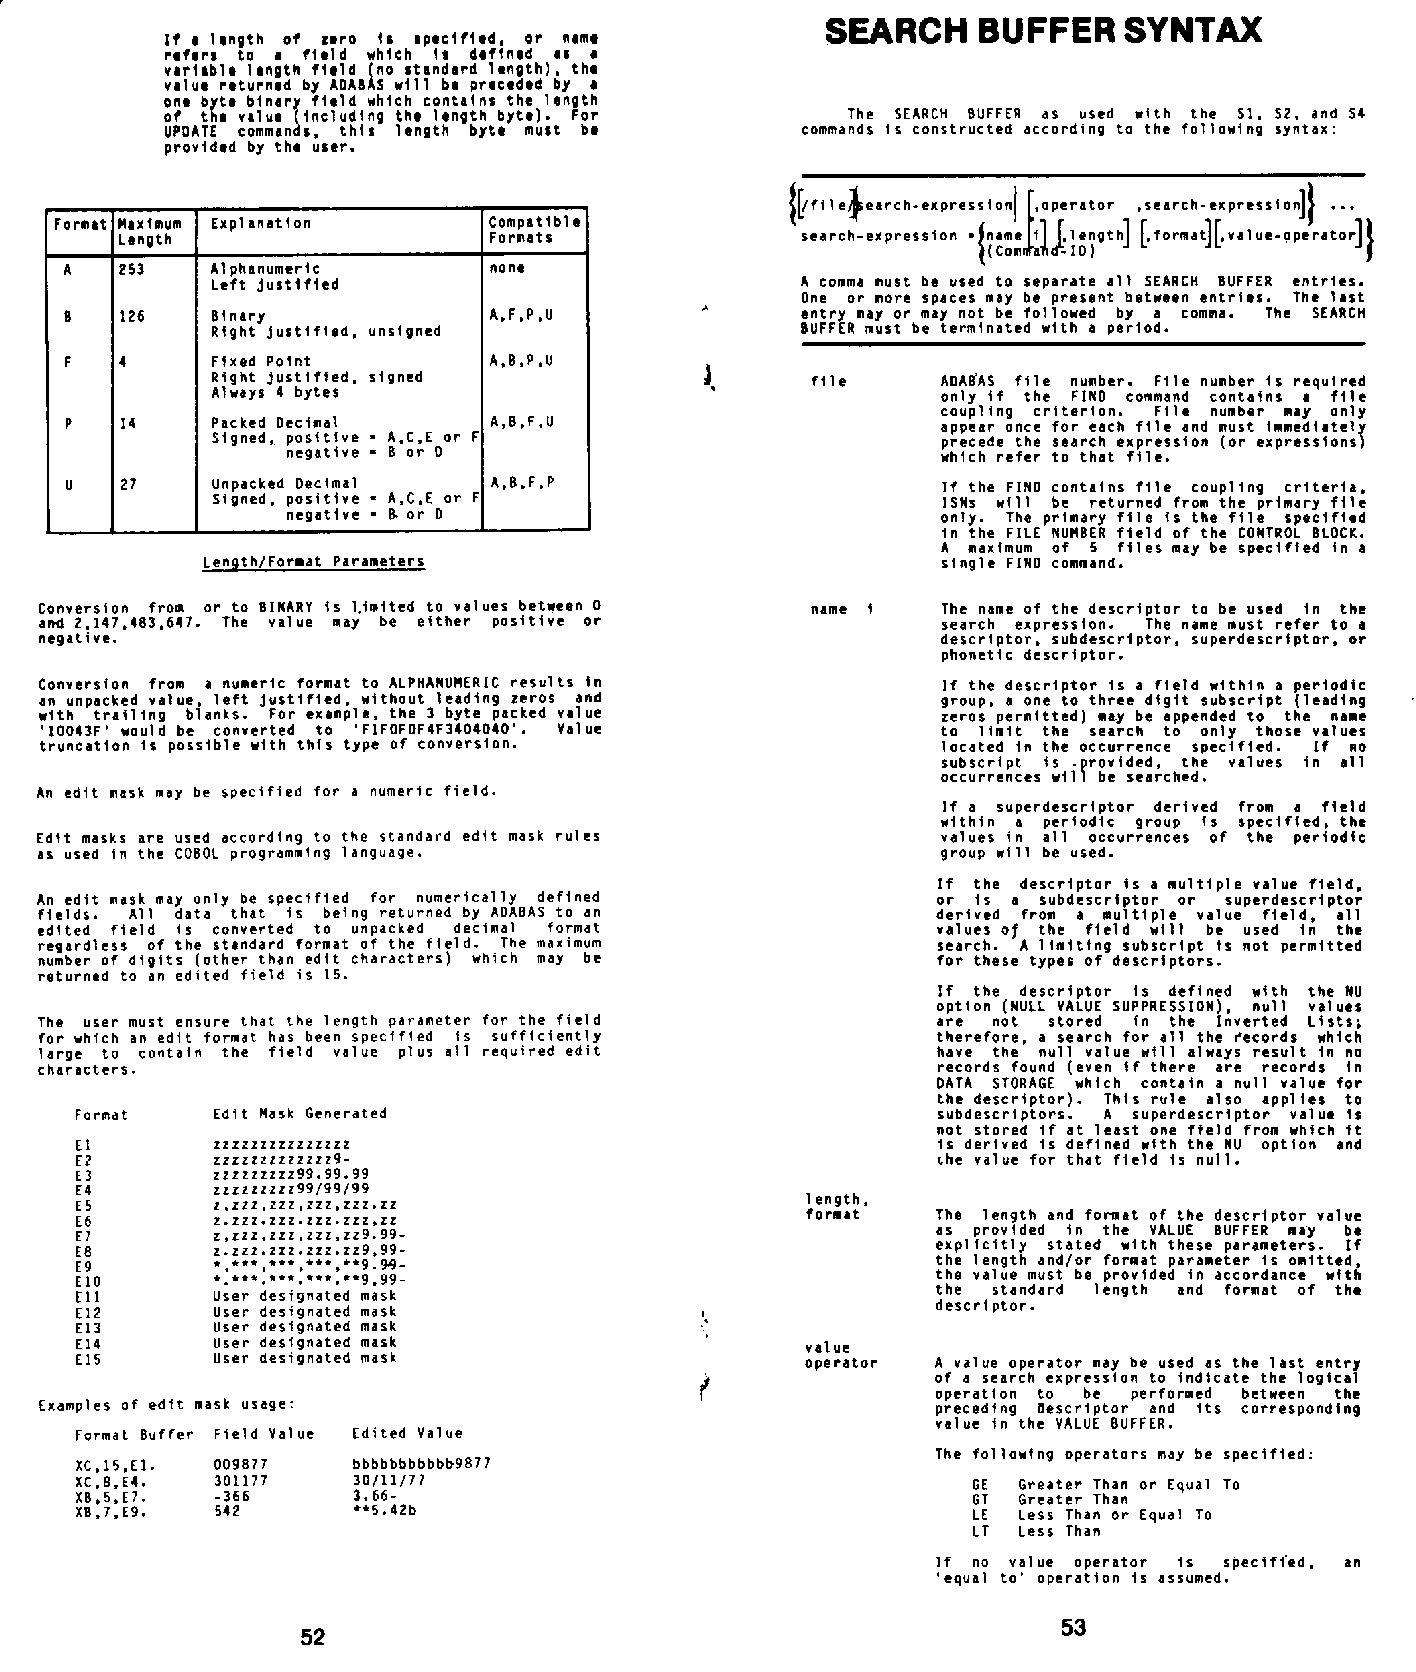 If a length of zero is specified, or name
refers to a field which is defined as a
variable length field (no standard length), the
value returned by ADABAS will be preceded by a
one byte binary field which contains the length
of the value (including the length byte). For
UPDATE commands, this length byte must be
provided by the user.
Format Maximum Length Explanation Compatible Formats
A 253 Alphanumeric none
Left justified
B 126 Binary A,F,P,U
Right justified, unsigned
F 4 Fixed Point A,B,P,U
Right justified, signed
Always 4 bytes
P 14 Packed Decimal A,B,F,U
Signed, positive = A,C,E or F
negative = B or D
U 27 Unpacked Decimal A,B,F,P
Signed, positive = A,C,E or F
negative = B or D
Length/Format Parameters
Conversion from or to BINARY is limited to values between 0
and 2,147,483,647. The value may be either positive or
negative.
Conversion from a numeric format to ALPHANUMERIC results in
an unpacked value, left justified, without leading zeros and
with trailing blanks. For example, the 3 byte packed value
'10043F' would be converted to 'F1F0F0F4F3404040'. Value
truncation is possible with this type of conversion.
An edit mask may be specified for a numeric field.
Edit masks are used according to the standard edit mask rules
as used in the COBOL programming language.
An edit mask may only be specified for numerically defined
fields. All data that is being returned by ADABAS to an
edited field is converted to unpacked decimal format
regardless of the standard format of the field. The maximum
number of digits (other than edit characters) which may be
returned to an edited field is 15.
The user must ensure that the length parameter for the field
for which an edit format has been specified is sufficiently
large to contain the field value plus all required edit
characters.
Format Edit Mask Generated
E1 zzzzzzzzzzzzzzz
E2 zzzzzzzzzzzzz9-
E3 zzzzzzzzz99.99.99
E4 zzzzzzzzz99/99/99
E5 z,zzz,zzz,zzz,zzz.zz
E6 z.zzz.zzz.zzz.zzz,zz
E7 z,zzz,zzz,zzz,zz9.99-
E8 z.zzz.zzz.zzz.zz9,99-
E9 *,***,***,***,**9.99-
E10 *.***.***.***.**9,99-
E11 User designated mask
E12 User designated mask
E13 User designated mask
E14 User designated mask
E15 User designated mask
Examples of edit mask usage:
Format Buffer Field Value Edited Value
XC,15,E1. 009877 bbbbbbbbbbb9877
XC,8,E4. 301177 30/11/77
XB,5,E7. -366 3.66-
XB,7,E9. 542 **5.42b
52
SEARCH BUFFER SYNTAX
The SEARCH BUFFER as used with the S1, S2, and S4
commands is constructed according to the following syntax:
{[/file/]search-expression} [,operator ,search-expression]} ...
search-expression = {name [i] [,length] [,format][,value-operator]}
{(Command-ID)
A comma must be used to separate all SEARCH BUFFER entries.
One or more spaces may be present between entries. The last
entry may or may not be followed by a comma. The SEARCH
BUFFER must be terminated with a period.
file ADABAS file number. File number is required
only if the FIND command contains a file
coupling criterion. File number may only
appear once for each file and must immediately
precede the search expression (or expressions)
which refer to that file.
If the FIND contains file coupling criteria,
ISNs will be returned from the primary file
only. The primary file is the file specified
in the FILE NUMBER field of the CONTROL BLOCK.
A maximum of 5 files may be specified in a
single FIND command.
name i The name of the descriptor to be used in the
search expression. The name must refer to a
descriptor, subdescriptor, superdescriptor, or
phonetic descriptor.
If the descriptor is a field within a periodic
group, a one to three digit subscript (leading
zeros permitted) may be appended to the name
to limit the search to only those values
located in the occurrence specified. If no
subscript is provided, the values in all
occurrences will be searched.
If a superdescriptor derived from a field
within a periodic group is specified, the
values in all occurrences of the periodic
group will be used.
If the descriptor is a multiple value field,
or is a subdescriptor or superdescriptor
derived from a multiple value field, all
values of the field will be used in the
search. A limiting subscript is not permitted
for these types of descriptors.
If the descriptor is defined with the NU
option (NULL VALUE SUPPRESSION), null values
are not stored in the Inverted Lists;
therefore, a search for all the records which
have the null value will always result in no
records found (even if there are records in
DATA STORAGE which contain a null value for
the descriptor). This rule also applies to
subdescriptors. A superdescriptor value is
not stored if at least one field from which it
is derived is defined with the NU option and
the value for that field is null.
length,
format The length and format of the descriptor value
as provided in the VALUE BUFFER may be
explicitly stated with these parameters. If
the length and/or format parameter is omitted,
the value must be provided in accordance with
the standard length and format of the
descriptor.
value
operator A value operator may be used as the last entry
of a search expression to indicate the logical
operation to be performed between the
preceding Descriptor and its corresponding
value in the VALUE BUFFER.
The following operators may be specified:
GE Greater Than or Equal To
GT Greater Than
LE Less Than or Equal To
LT Less Than
If no value operator is specified, an
'equal to' operation is assumed.
53